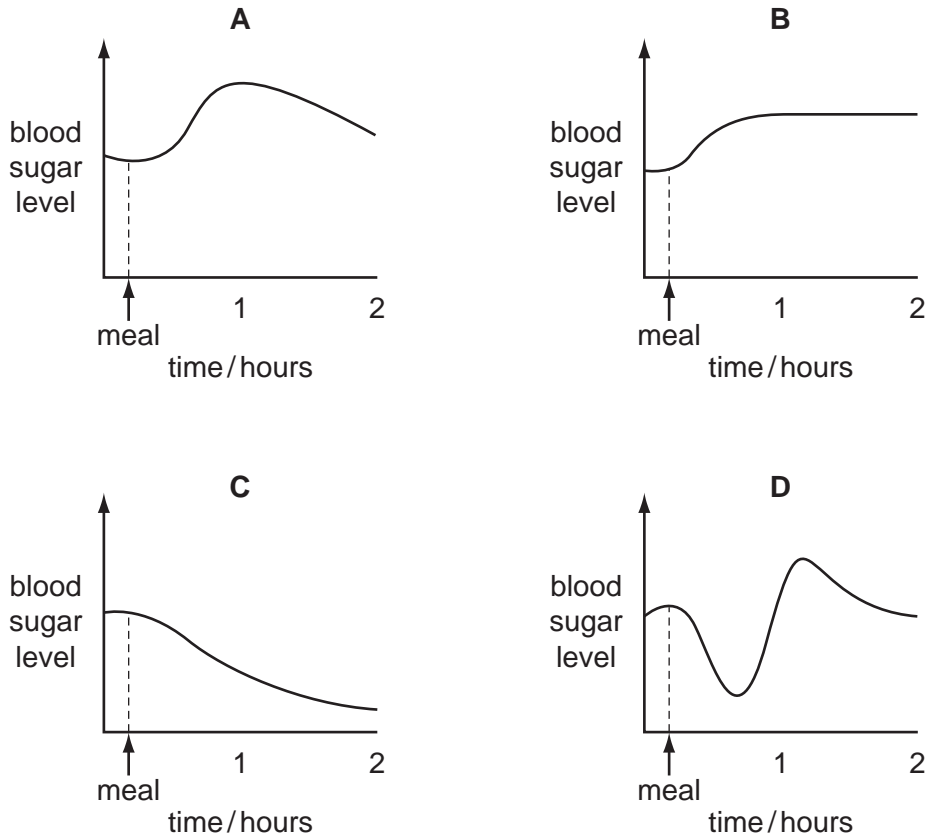 A
blood
sugar
level
1
2
meal
time/hours
B
blood
sugar
level
1
2
meal
time/hours
C
blood
sugar
level
1
2
meal
time/hours
D
blood
sugar
level
1
2
meal
time/hours